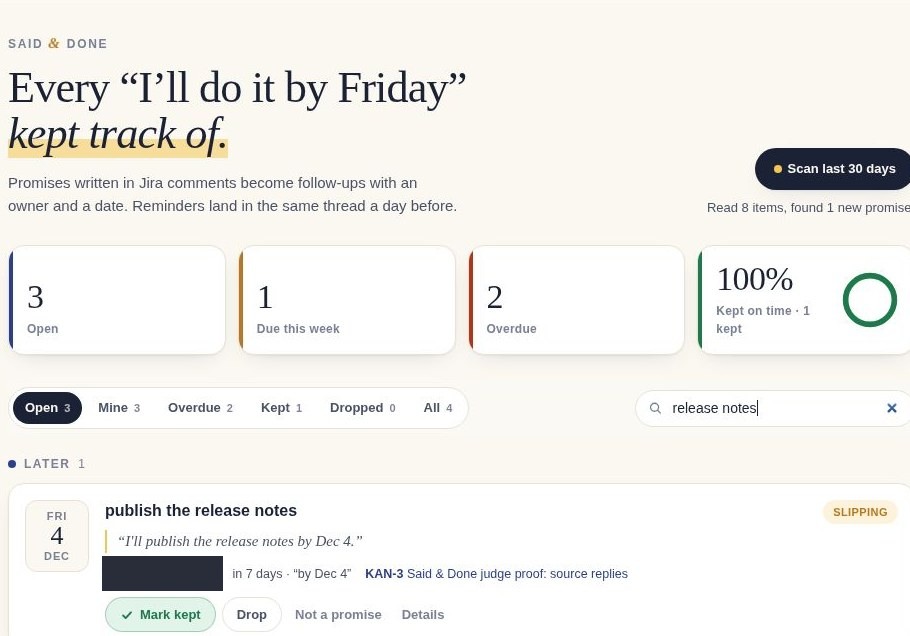 SAID & DONE
Every “I’ll do it by Friday”
kept track of.
Promises written in Jira comments become follow-ups with an
owner and a date. Reminders land in the same thread a day before.
Scan last 30 days
Read 8 items, found 1 new promise
3
Open
1
Due this week
2
Overdue
100%
Kept on time · 1
kept
Open 3 Mine 3 Overdue 2 Kept 1 Dropped 0 All 4
release notes
LATER 1
FRI
4
DEC
publish the release notes
SLIPPING
“I'll publish the release notes by Dec 4.”
in 7 days · “by Dec 4” KAN-3 Said & Done judge proof: source replies
Mark kept Drop Not a promise Details